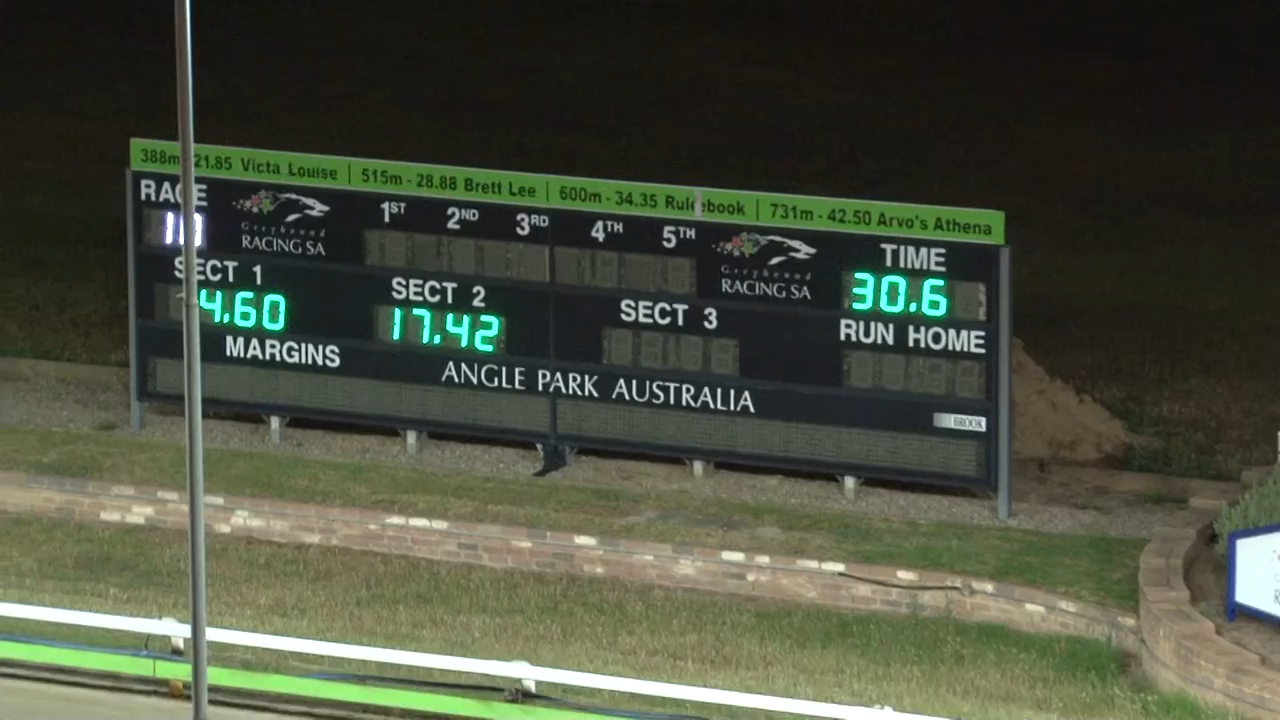 388m - 21.85 Victa Louise | 515m - 28.88 Brett Lee | 600m - 34.35 Rulebook | 731m - 42.50 Arvo's Athena
RACE
10
Greyhound
RACING SA
1ST 2ND 3RD 4TH 5TH
Greyhound
RACING SA
TIME
30.6
SECT 1
4.60
SECT 2
17.42
SECT 3
RUN HOME
MARGINS
ANGLE PARK AUSTRALIA
BROOK